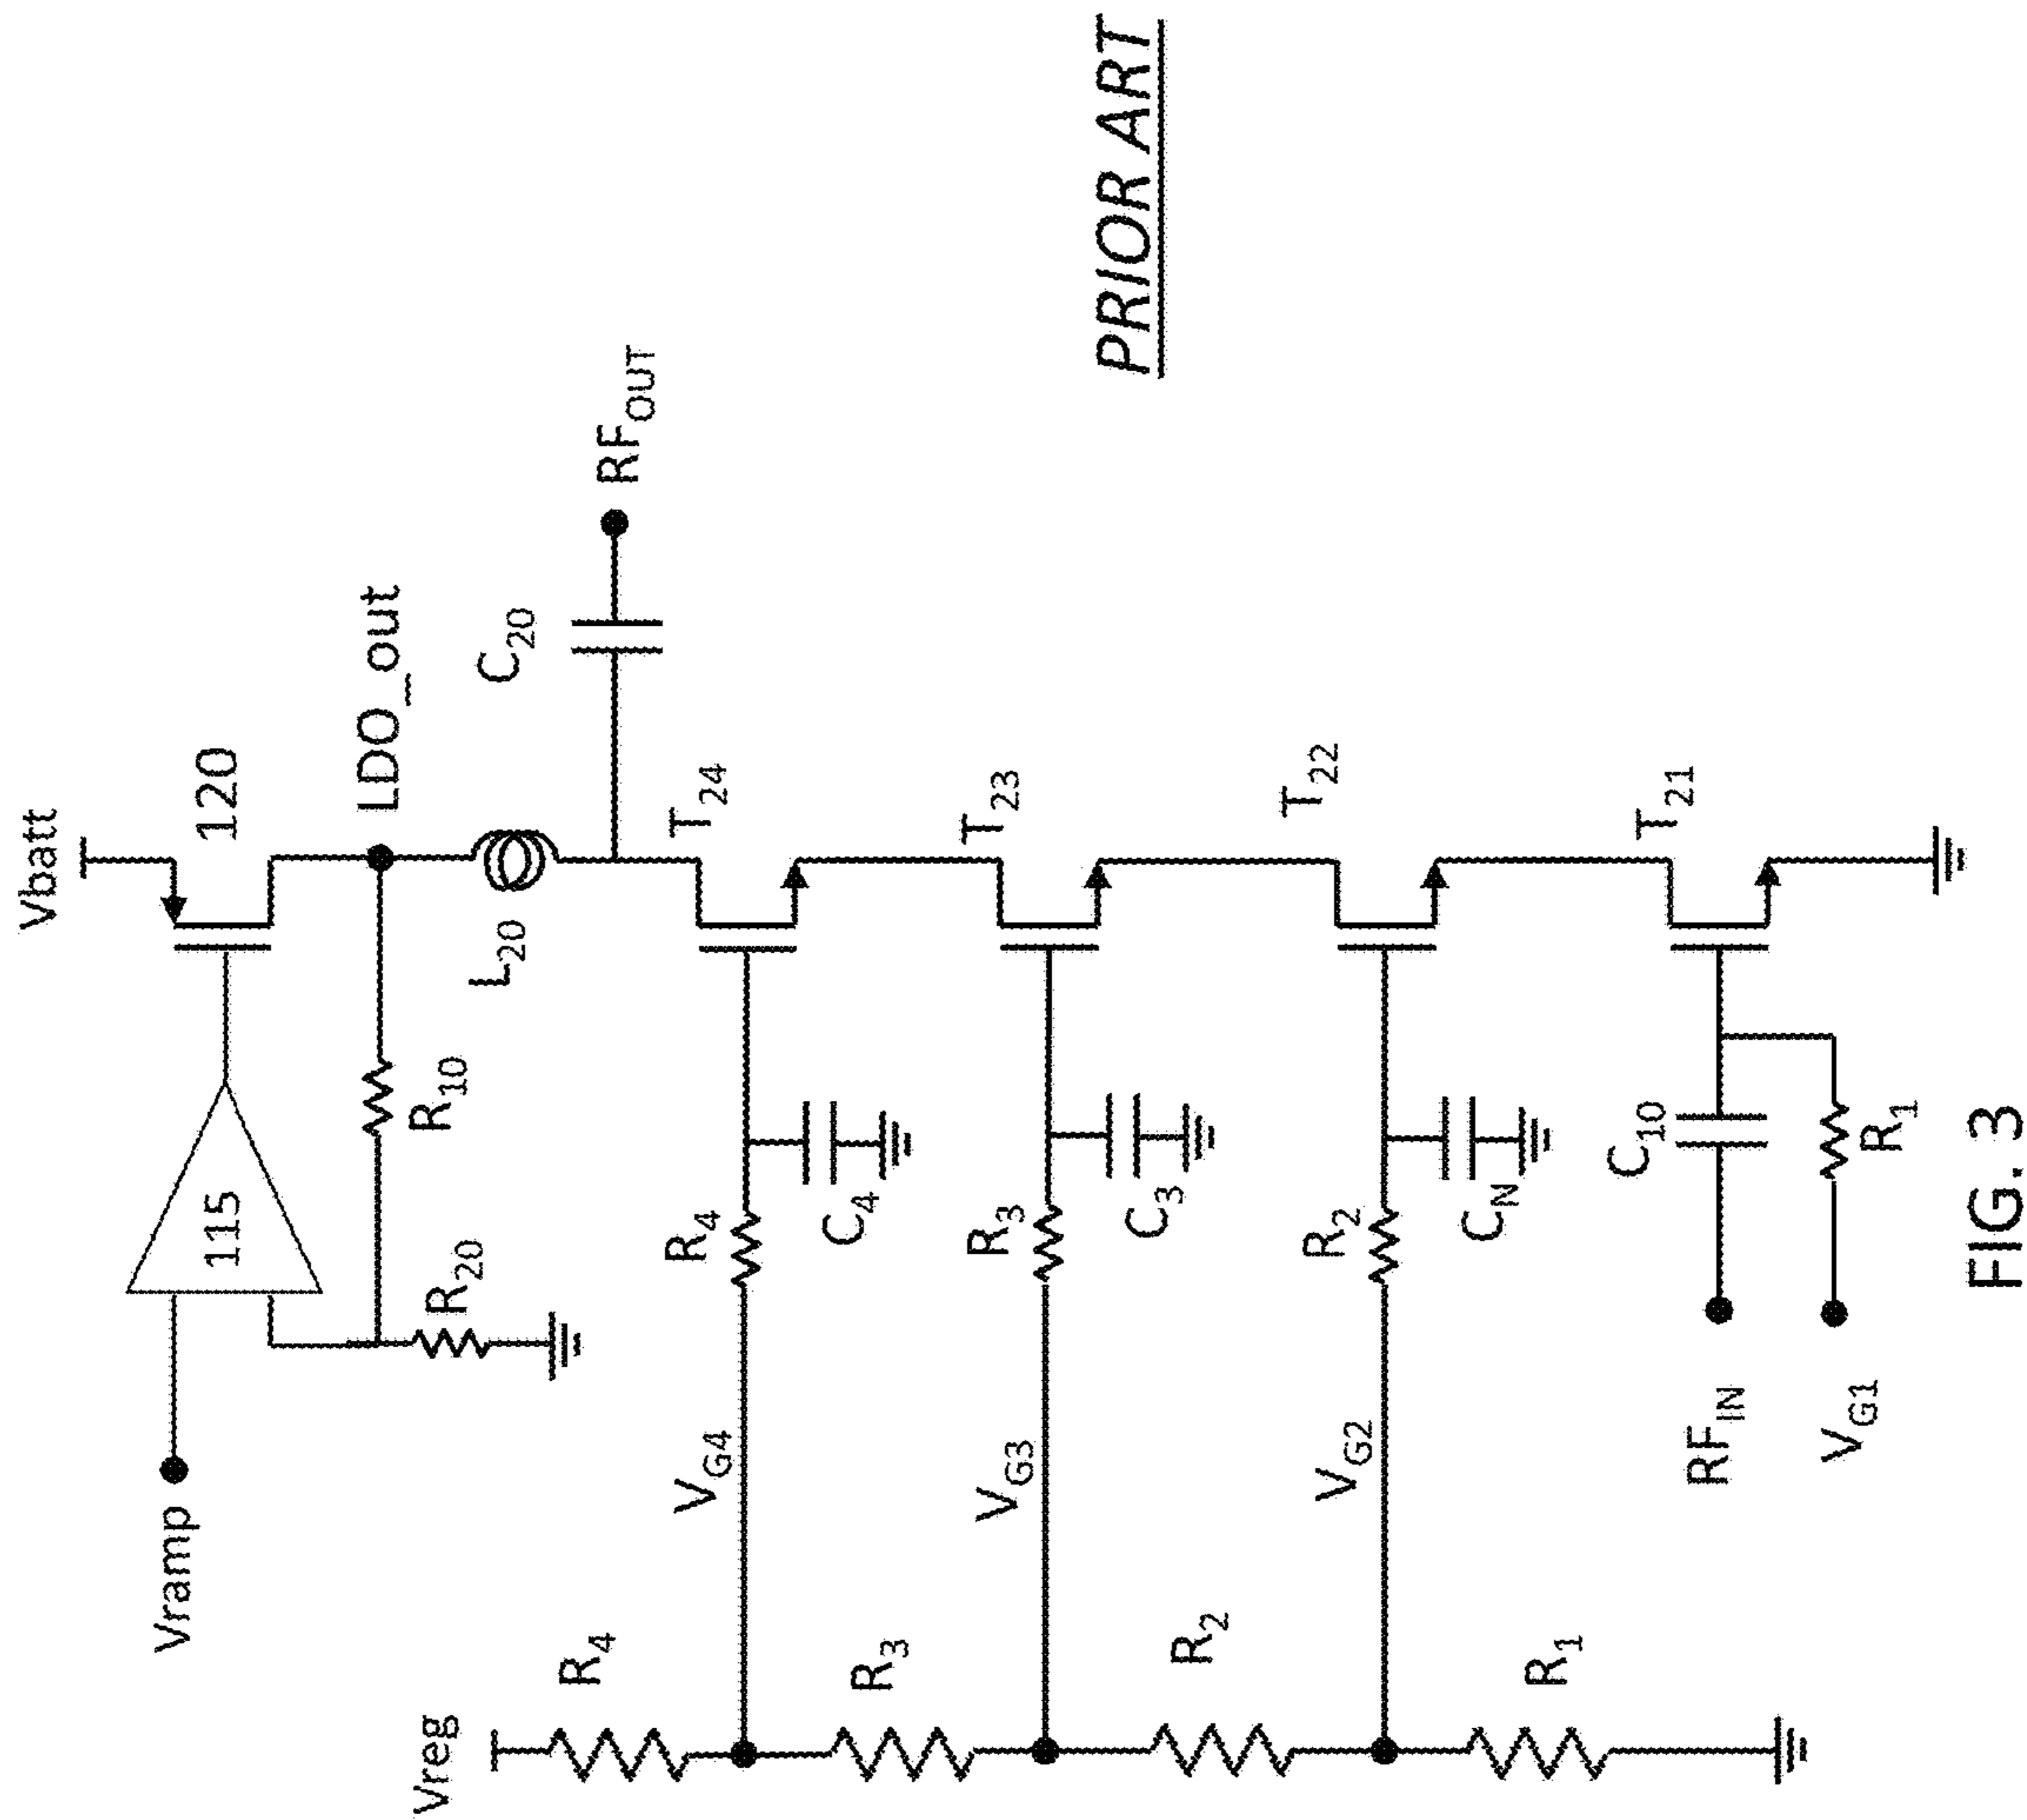 Vbatt
120
115
Vramp
LDO_out
R10
R20
L20
C20
RFOUT
Vreg
R4
VG4
R4
C4
T24
R3
VG3
R3
C3
T23
R2
VG2
R2
CN
T22
R1
RFIN
C10
T21
VG1
R1
PRIOR ART
FIG. 3